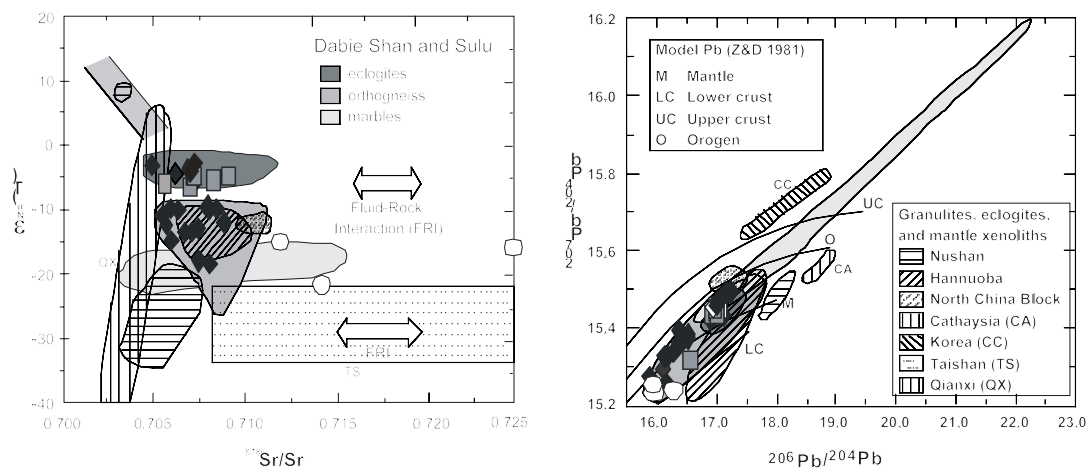 20
10
0
-10
-20
-30
-40
0.700
0.705
0.710
0.715
0.720
0.725
Sr/Sr
Dabie Shan and Sulu
eclogites
orthogneiss
marbles
Fluid-Rock
Interaction (FRI)
QX
FRI
TS
16.2
16.0
15.8
15.6
15.4
15.2
16.0
17.0
18.0
19.0
20.0
21.0
22.0
23.0
206Pb/204Pb
Model Pb (Z&D 1981)
M Mantle
LC Lower crust
UC Upper crust
O Orogen
CC
UC
O
CA
M
LC
Granulites, eclogites,
and mantle xenoliths
Nushan
Hannuoba
North China Block
Cathaysia (CA)
Korea (CC)
Taishan (TS)
Qianxi (QX)